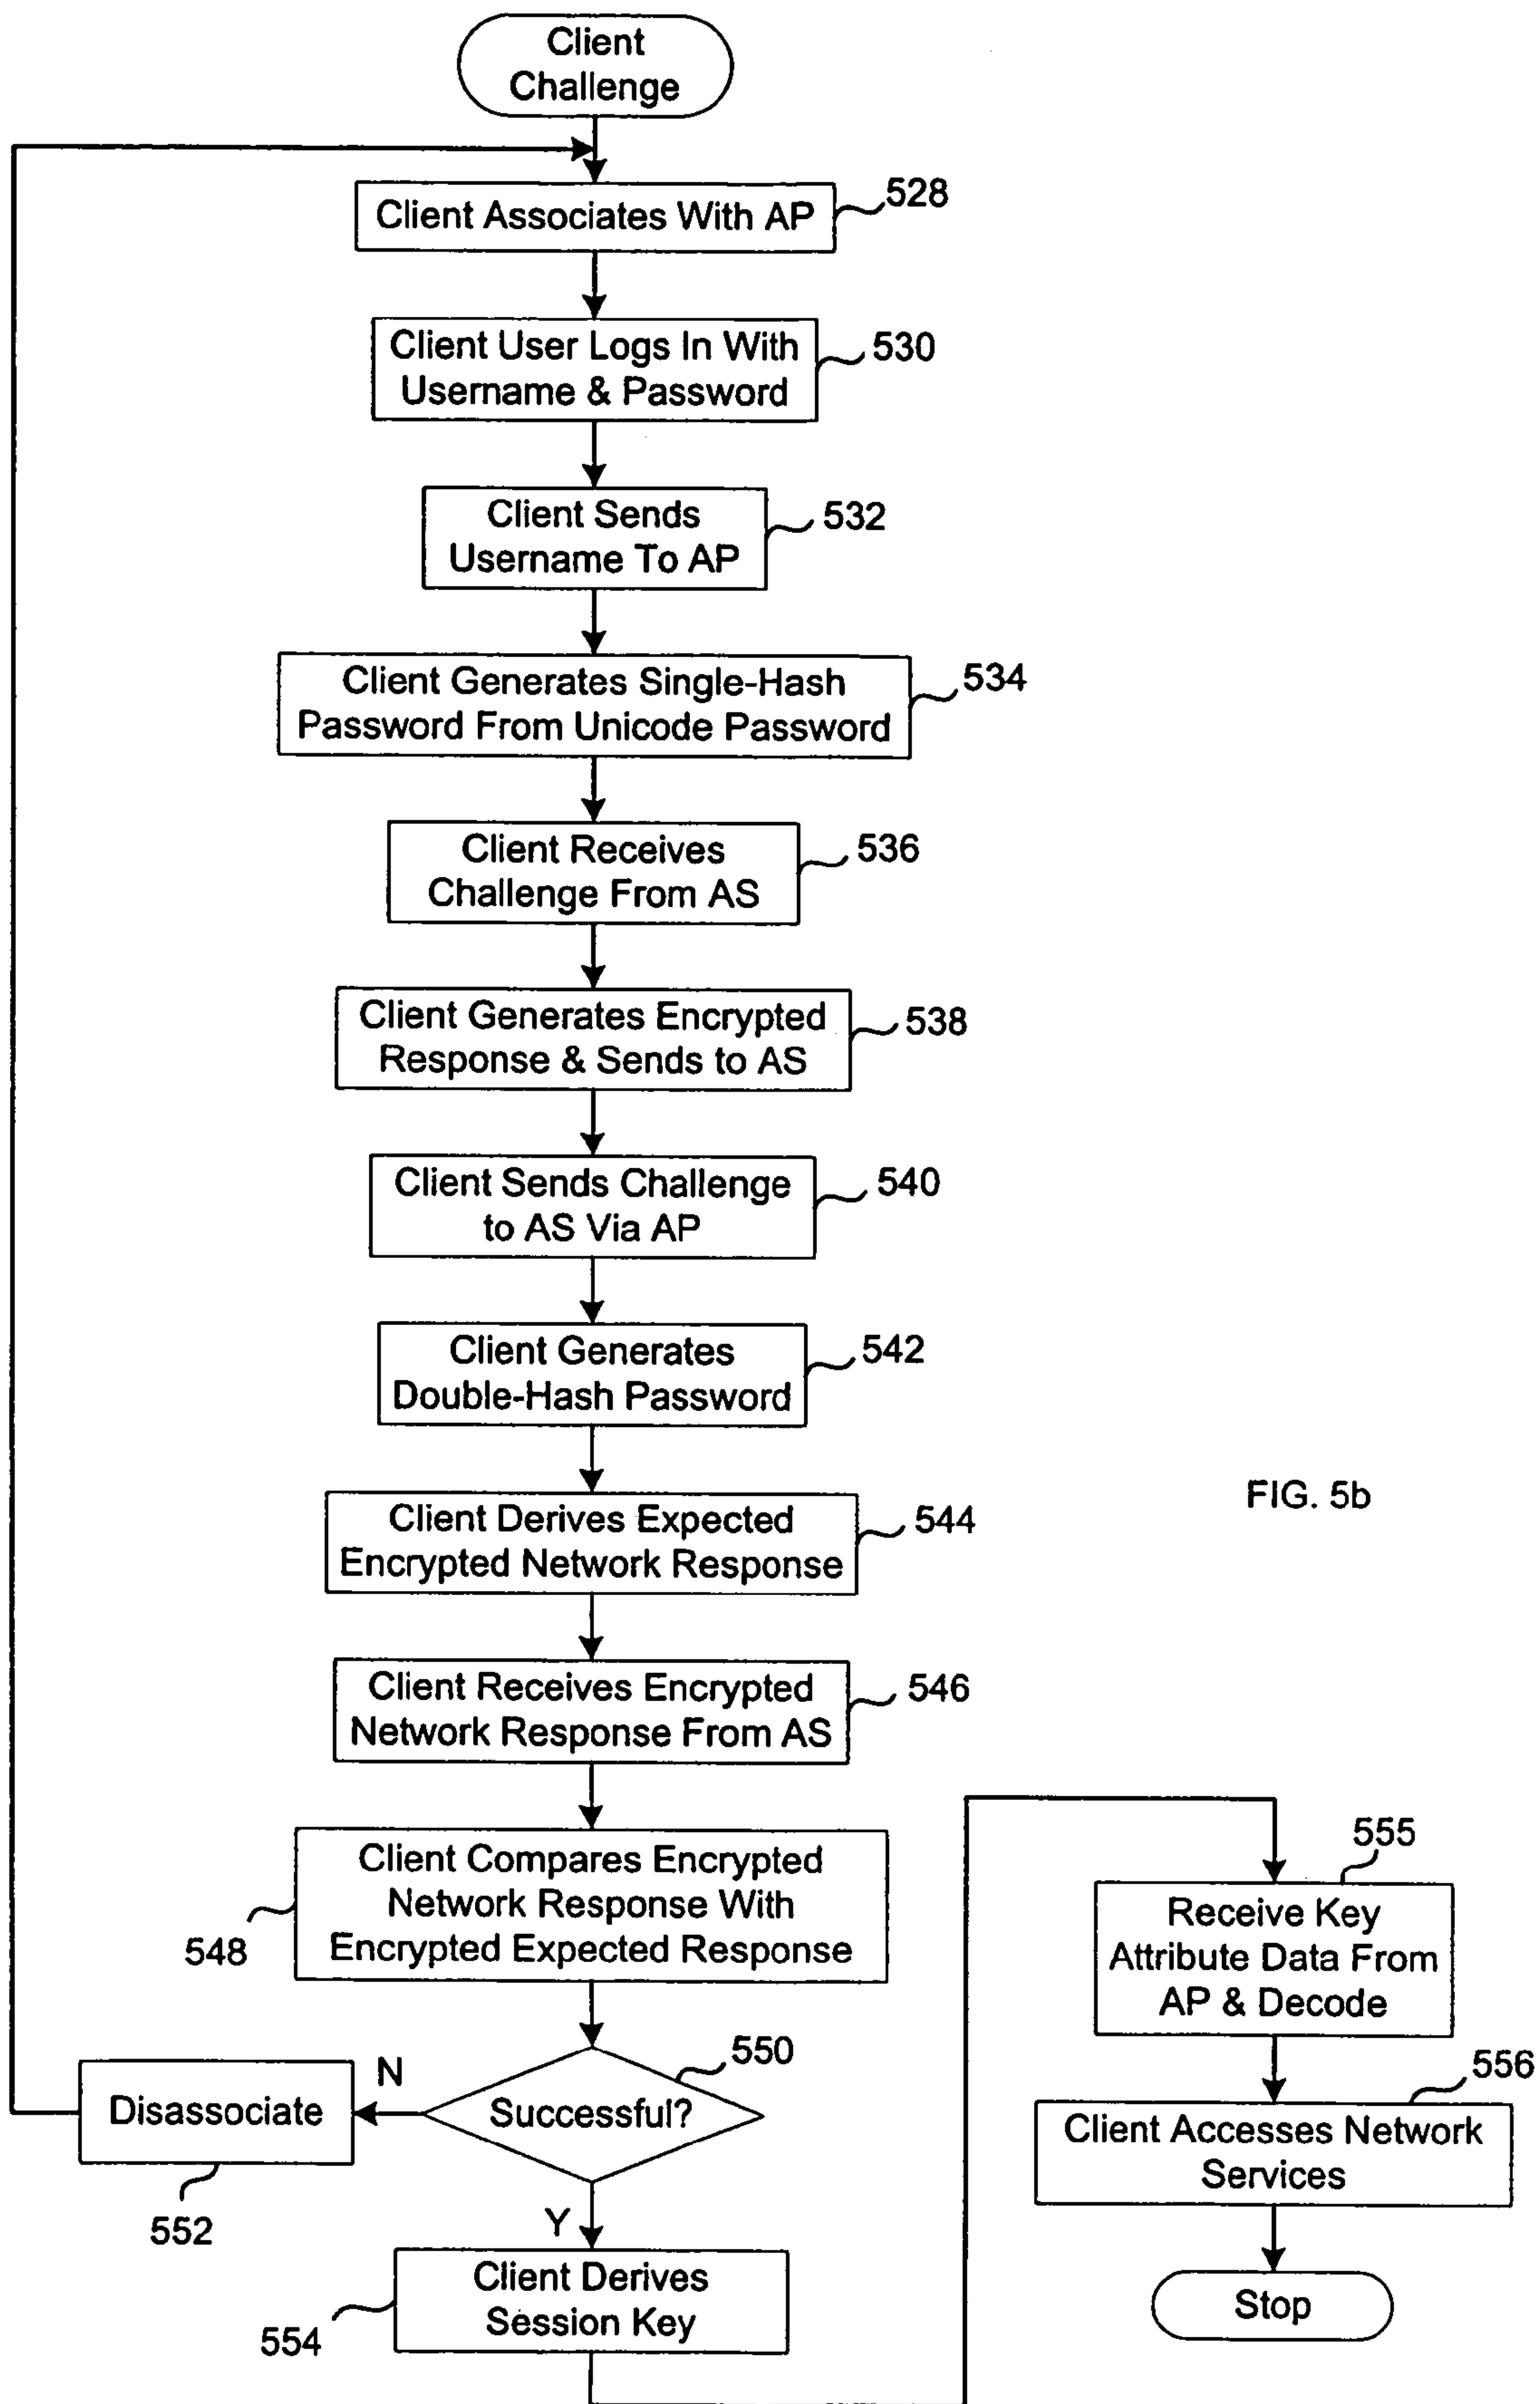 Client
Challenge
Client Associates With AP
528
Client User Logs In With
Username & Password
530
Client Sends
Username To AP
532
Client Generates Single-Hash
Password From Unicode Password
534
Client Receives
Challenge From AS
536
Client Generates Encrypted
Response & Sends to AS
538
Client Sends Challenge
to AS Via AP
540
Client Generates
Double-Hash Password
542
Client Derives Expected
Encrypted Network Response
544
FIG. 5b
Client Receives Encrypted
Network Response From AS
546
Client Compares Encrypted
Network Response With
Encrypted Expected Response
548
Successful?
550
N
Disassociate
552
Y
Client Derives
Session Key
554
555
Receive Key
Attribute Data From
AP & Decode
556
Client Accesses Network
Services
Stop